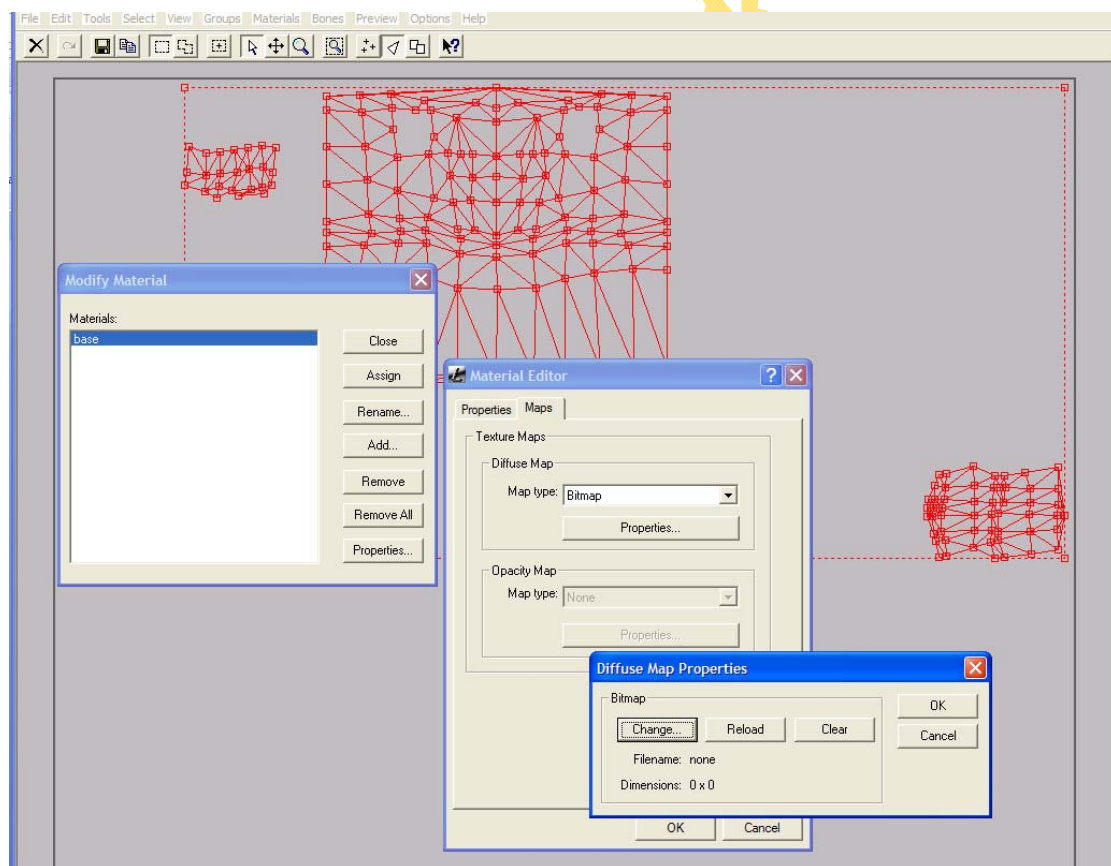 File Edit Tools Select View Groups Materials Bones Preview Options Help
Modify Material
Materials:
base
Close
Assign
Rename...
Add...
Remove
Remove All
Properties...
Material Editor
Properties Maps
Texture Maps
Diffuse Map
Map type: Bitmap
Properties...
Opacity Map
Map type: None
Properties...
OK Cancel
Diffuse Map Properties
Bitmap
Change... Reload Clear
Filename: none
Dimensions: 0 x 0
OK
Cancel